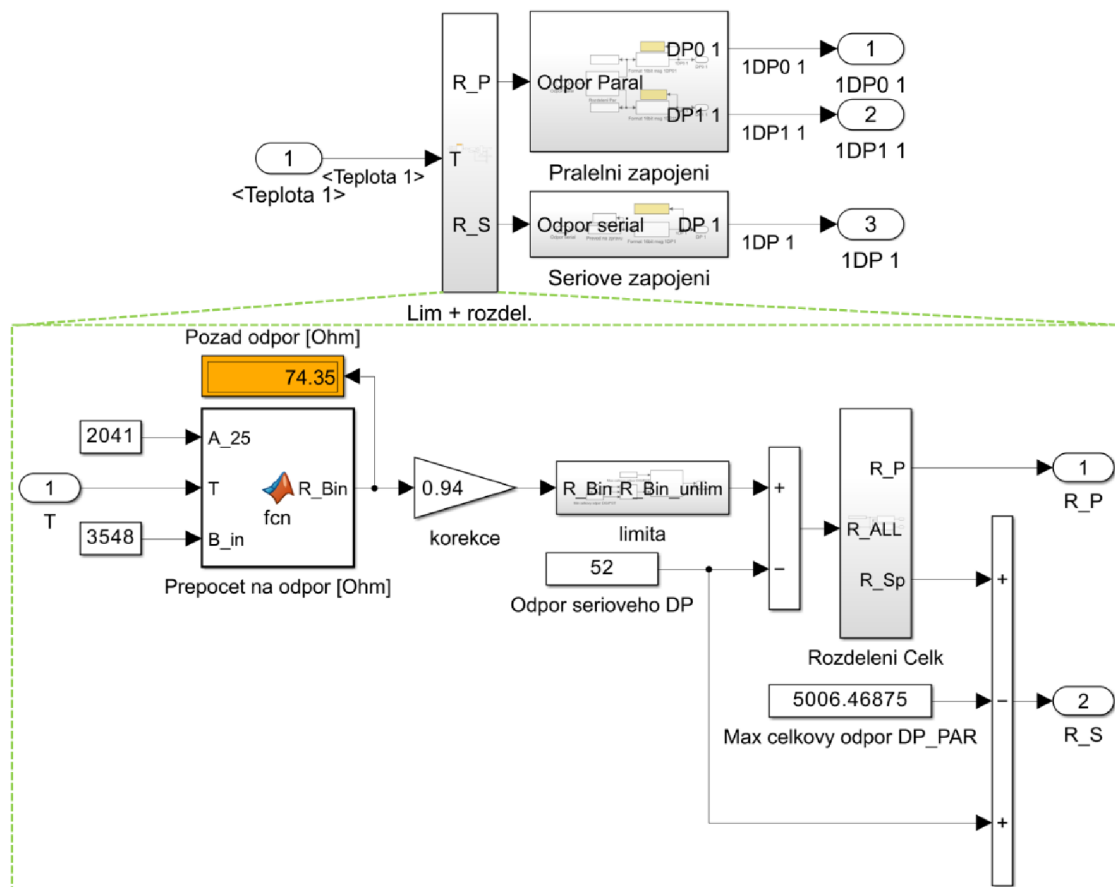 R_P
T
R_S
Lim + rozdel.
1
<Teplota 1>
<Teplota 1>
Odpor Paral
DP0 1
DP1 1
Pralelni zapojeni
1DP0 1
1
1DP0 1
1DP1 1
2
1DP1 1
Odpor serial
DP 1
Seriove zapojeni
1DP 1
3
1DP 1
Pozad odpor [Ohm]
74.35
2041
1
T
3548
A_25
T
B_in
fcn
R_Bin
Prepocet na odpor [Ohm]
0.94
korekce
R_Bin
R_Bin_unlim
limita
52
Odpor serioveho DP
+
−
R_ALL
R_P
R_Sp
Rozdeleni Celk
5006.46875
Max celkovy odpor DP_PAR
+
−
+
1
R_P
2
R_S